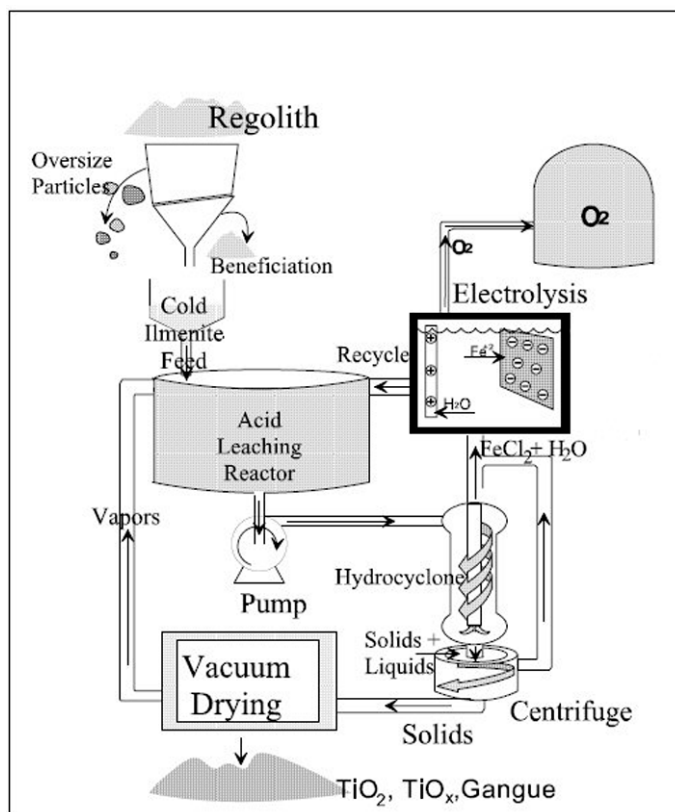 Regolith
Oversize
Particles
Beneficiation
O₂
O₂
Electrolysis
Cold
Ilmenite
Feed
Recycle
Fe⁺²
H₂O
Acid
Leaching
Reactor
FeCl₂+ H₂O
Vapors
Hydrocyclone
Pump
Solids +
Liquids
Vacuum
Drying
Centrifuge
Solids
TiO₂, TiOₓ,Gangue